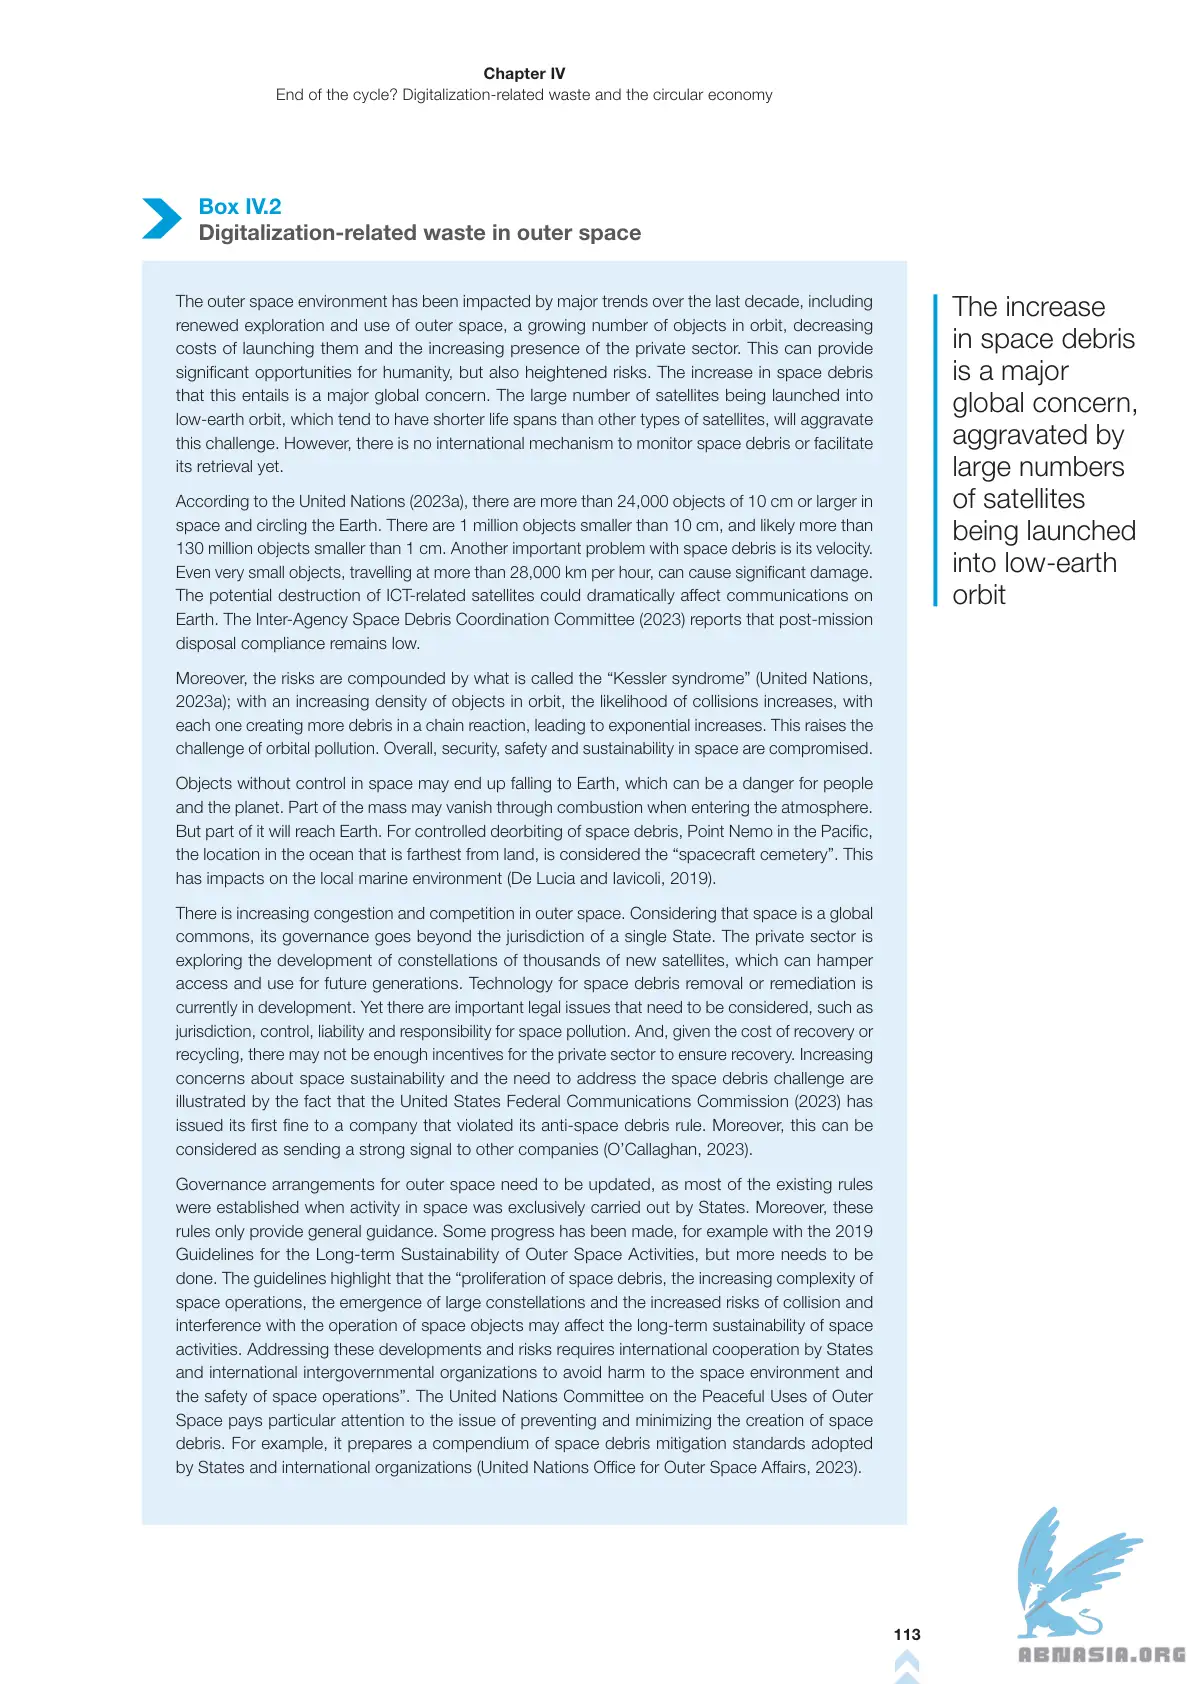 Chapter IV
End of the cycle? Digitalization-related waste and the circular economy
Box IV.2
Digitalization-related waste in outer space
The outer space environment has been impacted by major trends over the last decade, including
renewed exploration and use of outer space, a growing number of objects in orbit, decreasing
costs of launching them and the increasing presence of the private sector. This can provide
significant opportunities for humanity, but also heightened risks. The increase in space debris
that this entails is a major global concern. The large number of satellites being launched into
low-earth orbit, which tend to have shorter life spans than other types of satellites, will aggravate
this challenge. However, there is no international mechanism to monitor space debris or facilitate
its retrieval yet.
According to the United Nations (2023a), there are more than 24,000 objects of 10 cm or larger in
space and circling the Earth. There are 1 million objects smaller than 10 cm, and likely more than
130 million objects smaller than 1 cm. Another important problem with space debris is its velocity.
Even very small objects, travelling at more than 28,000 km per hour, can cause significant damage.
The potential destruction of ICT-related satellites could dramatically affect communications on
Earth. The Inter-Agency Space Debris Coordination Committee (2023) reports that post-mission
disposal compliance remains low.
Moreover, the risks are compounded by what is called the “Kessler syndrome” (United Nations,
2023a); with an increasing density of objects in orbit, the likelihood of collisions increases, with
each one creating more debris in a chain reaction, leading to exponential increases. This raises the
challenge of orbital pollution. Overall, security, safety and sustainability in space are compromised.
Objects without control in space may end up falling to Earth, which can be a danger for people
and the planet. Part of the mass may vanish through combustion when entering the atmosphere.
But part of it will reach Earth. For controlled deorbiting of space debris, Point Nemo in the Pacific,
the location in the ocean that is farthest from land, is considered the “spacecraft cemetery”. This
has impacts on the local marine environment (De Lucia and Iavicoli, 2019).
There is increasing congestion and competition in outer space. Considering that space is a global
commons, its governance goes beyond the jurisdiction of a single State. The private sector is
exploring the development of constellations of thousands of new satellites, which can hamper
access and use for future generations. Technology for space debris removal or remediation is
currently in development. Yet there are important legal issues that need to be considered, such as
jurisdiction, control, liability and responsibility for space pollution. And, given the cost of recovery or
recycling, there may not be enough incentives for the private sector to ensure recovery. Increasing
concerns about space sustainability and the need to address the space debris challenge are
illustrated by the fact that the United States Federal Communications Commission (2023) has
issued its first fine to a company that violated its anti-space debris rule. Moreover, this can be
considered as sending a strong signal to other companies (O’Callaghan, 2023).
Governance arrangements for outer space need to be updated, as most of the existing rules
were established when activity in space was exclusively carried out by States. Moreover, these
rules only provide general guidance. Some progress has been made, for example with the 2019
Guidelines for the Long-term Sustainability of Outer Space Activities, but more needs to be
done. The guidelines highlight that the “proliferation of space debris, the increasing complexity of
space operations, the emergence of large constellations and the increased risks of collision and
interference with the operation of space objects may affect the long-term sustainability of space
activities. Addressing these developments and risks requires international cooperation by States
and international intergovernmental organizations to avoid harm to the space environment and
the safety of space operations”. The United Nations Committee on the Peaceful Uses of Outer
Space pays particular attention to the issue of preventing and minimizing the creation of space
debris. For example, it prepares a compendium of space debris mitigation standards adopted
by States and international organizations (United Nations Office for Outer Space Affairs, 2023).
The increase
in space debris
is a major
global concern,
aggravated by
large numbers
of satellites
being launched
into low-earth
orbit
113
ABNASIA.ORG